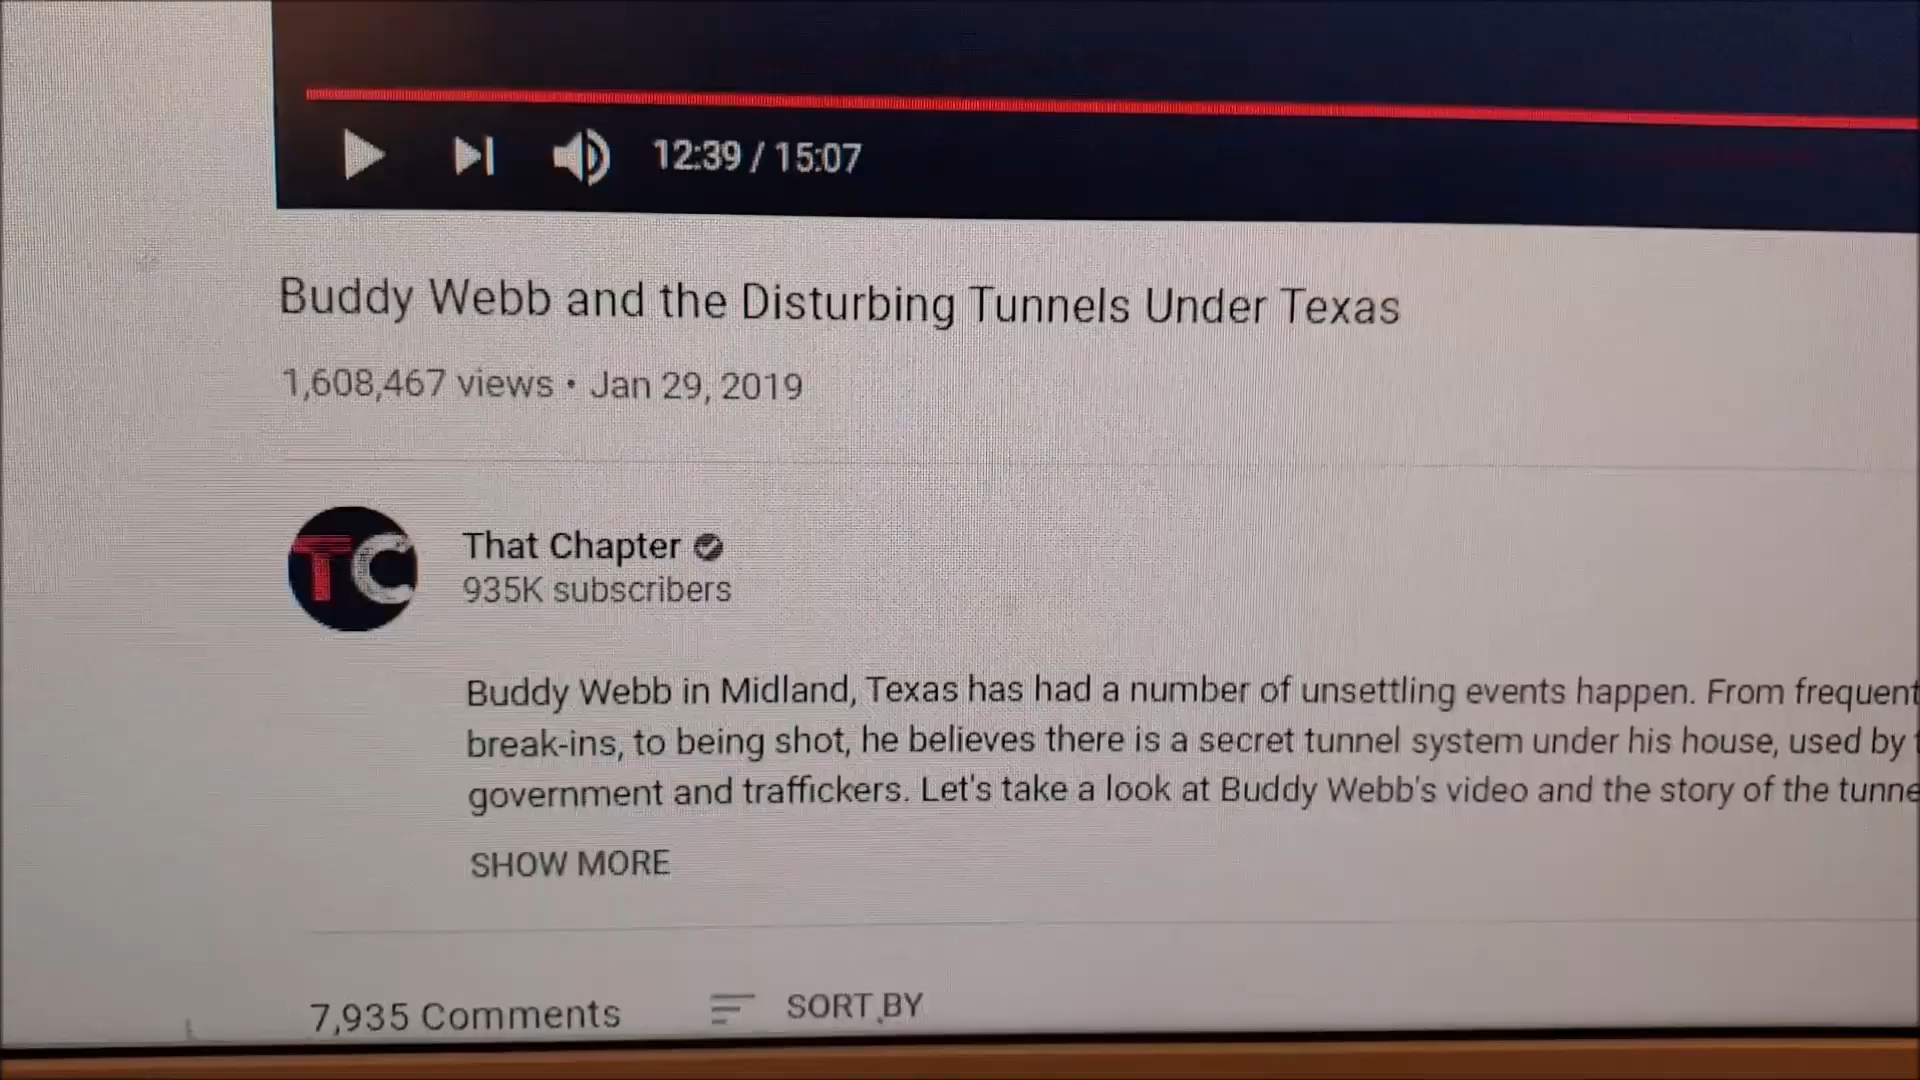 12:39 / 15:07
Buddy Webb and the Disturbing Tunnels Under Texas
1,608,467 views • Jan 29, 2019
TC
That Chapter
935K subscribers
Buddy Webb in Midland, Texas has had a number of unsettling events happen. From frequent
break-ins, to being shot, he believes there is a secret tunnel system under his house, used by
government and traffickers. Let's take a look at Buddy Webb's video and the story of the
SHOW MORE
7,935 Comments SORT BY